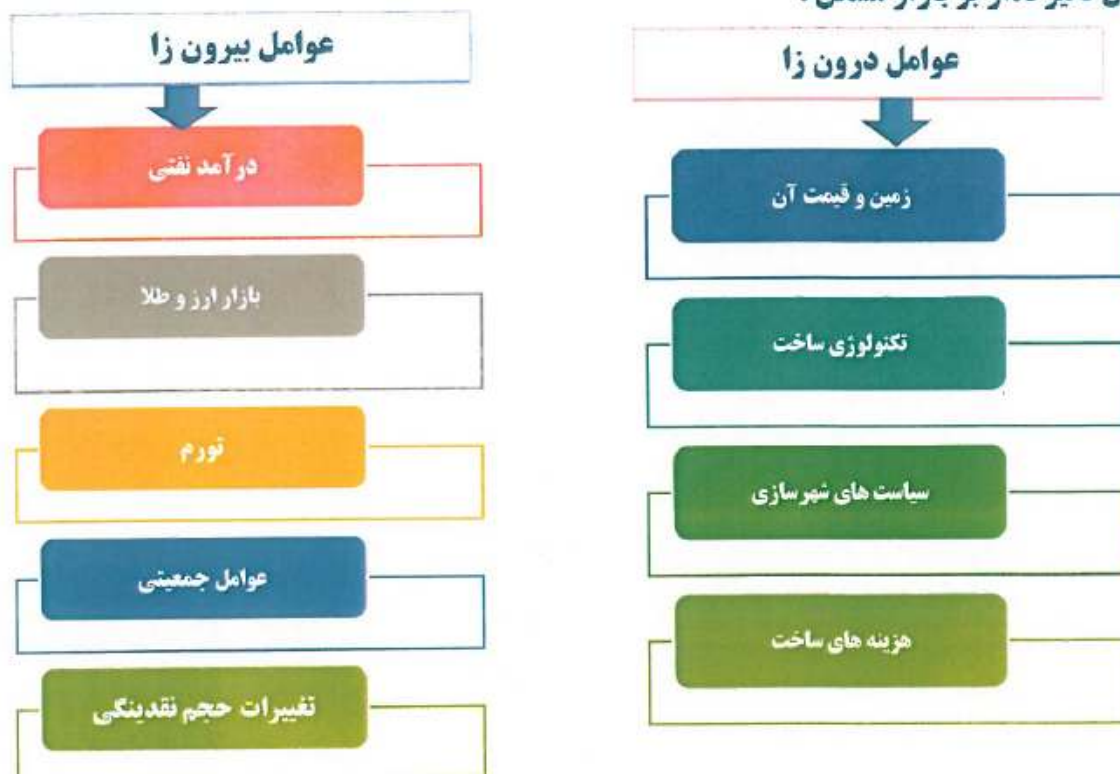 عوامل درون زا
زمین و قیمت آن
تکنولوژی ساخت
سیاست های شهرسازی
هزینه های ساخت
عوامل بیرون زا
درآمد نفتی
بازار ارز و طلا
تورم
عوامل جمعیتی
تغییرات حجم نقدینگی